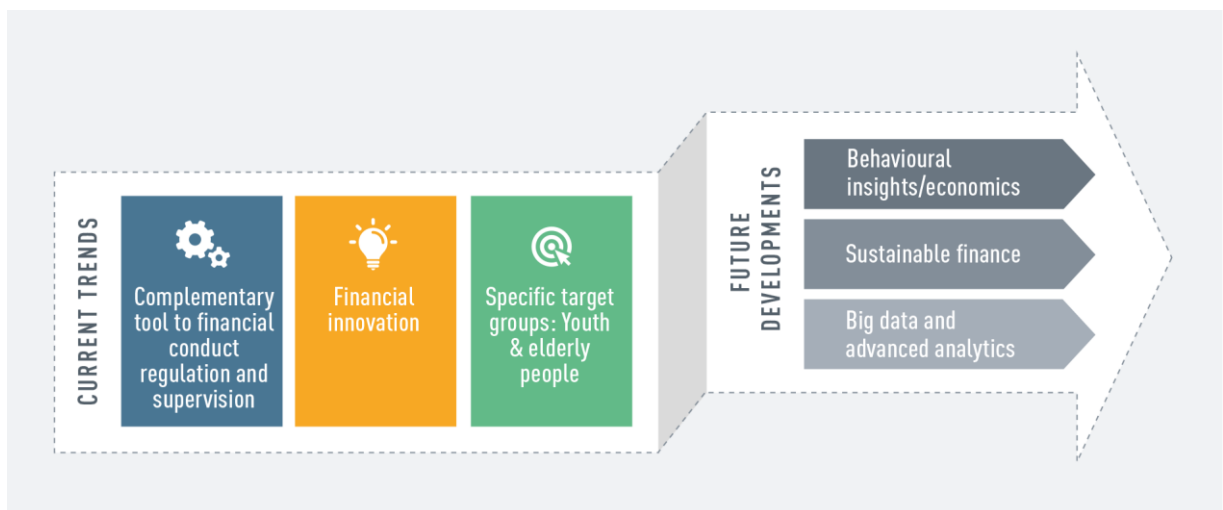 CURRENT TRENDS
Complementary
tool to financial
conduct
regulation and
supervision
Financial
innovation
Specific target
groups: Youth
& elderly
people
FUTURE
DEVELOPMENTS
Behavioural
insights/economics
Sustainable finance
Big data and
advanced analytics